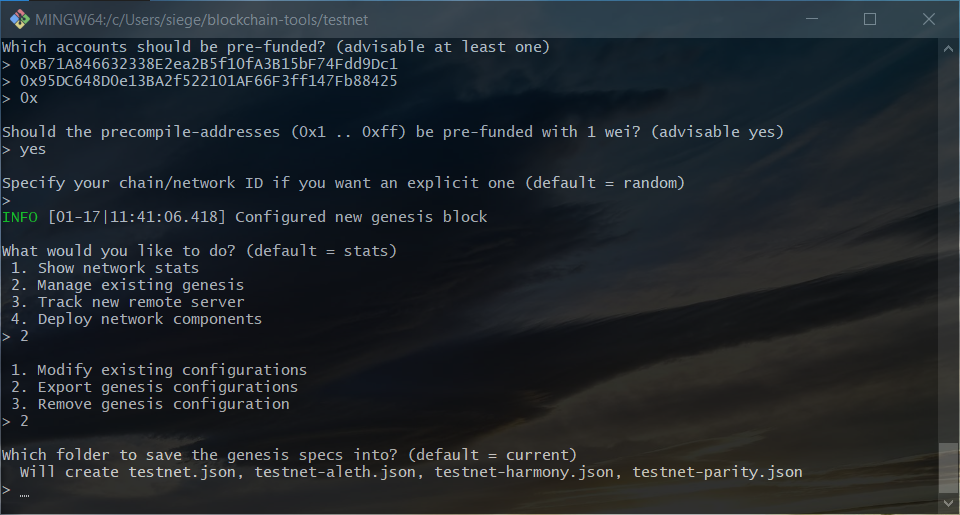 MINGW64:/c/Users/siege/blockchain-tools/testnet
Which accounts should be pre-funded? (advisable at least one)
> 0xB71A846632338E2ea2B5f10fA3B15bF74Fdd9Dc1
> 0x95DC648D0e13BA2f522101AF66F3ff147Fb88425
> 0x
Should the precompile-addresses (0x1 .. 0xff) be pre-funded with 1 wei? (advisable yes)
> yes
Specify your chain/network ID if you want an explicit one (default = random)
>
INFO [01-17|11:41:06.418] Configured new genesis block
What would you like to do? (default = stats)
1. Show network stats
2. Manage existing genesis
3. Track new remote server
4. Deploy network components
> 2
1. Modify existing configurations
2. Export genesis configurations
3. Remove genesis configuration
> 2
Which folder to save the genesis specs into? (default = current)
Will create testnet.json, testnet-aleth.json, testnet-harmony.json, testnet-parity.json
>